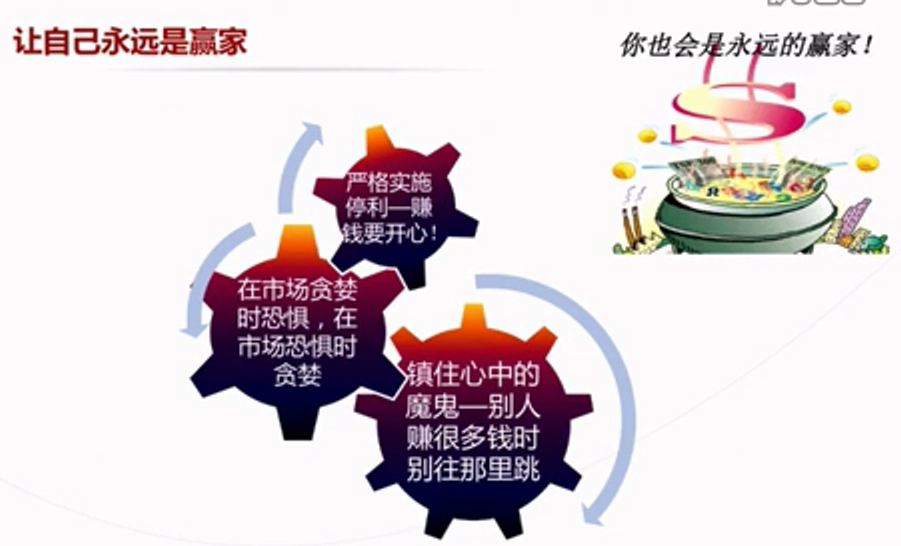 让自己永远是赢家
你也会是永远的赢家！
严格实施
停利—赚
钱要开心！
在市场贪婪
时恐惧，在
市场恐惧时
贪婪
镇住心中的
魔鬼—别人
赚很多钱时
别往那里跳